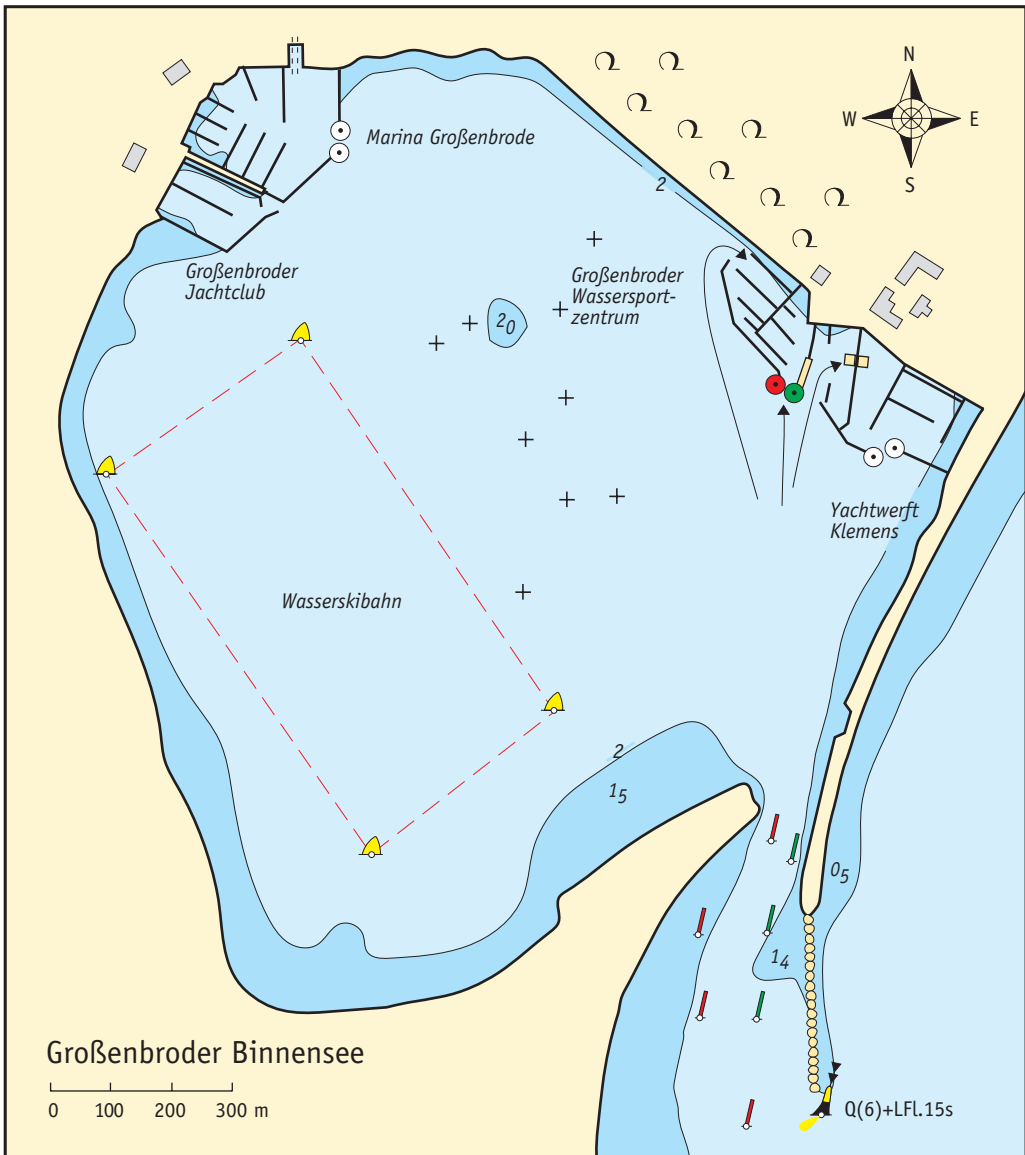 N
W E
S
Marina Großenbrode
2
Großenbroder
Jachtclub
Großenbroder
Wassersport-
zentrum
2₀
Yachtwerft
Klemens
Wasserskibahn
2
1₅
0₅
1₄
Großenbroder Binnensee
0 100 200 300 m
Q(6)+LFl.15s